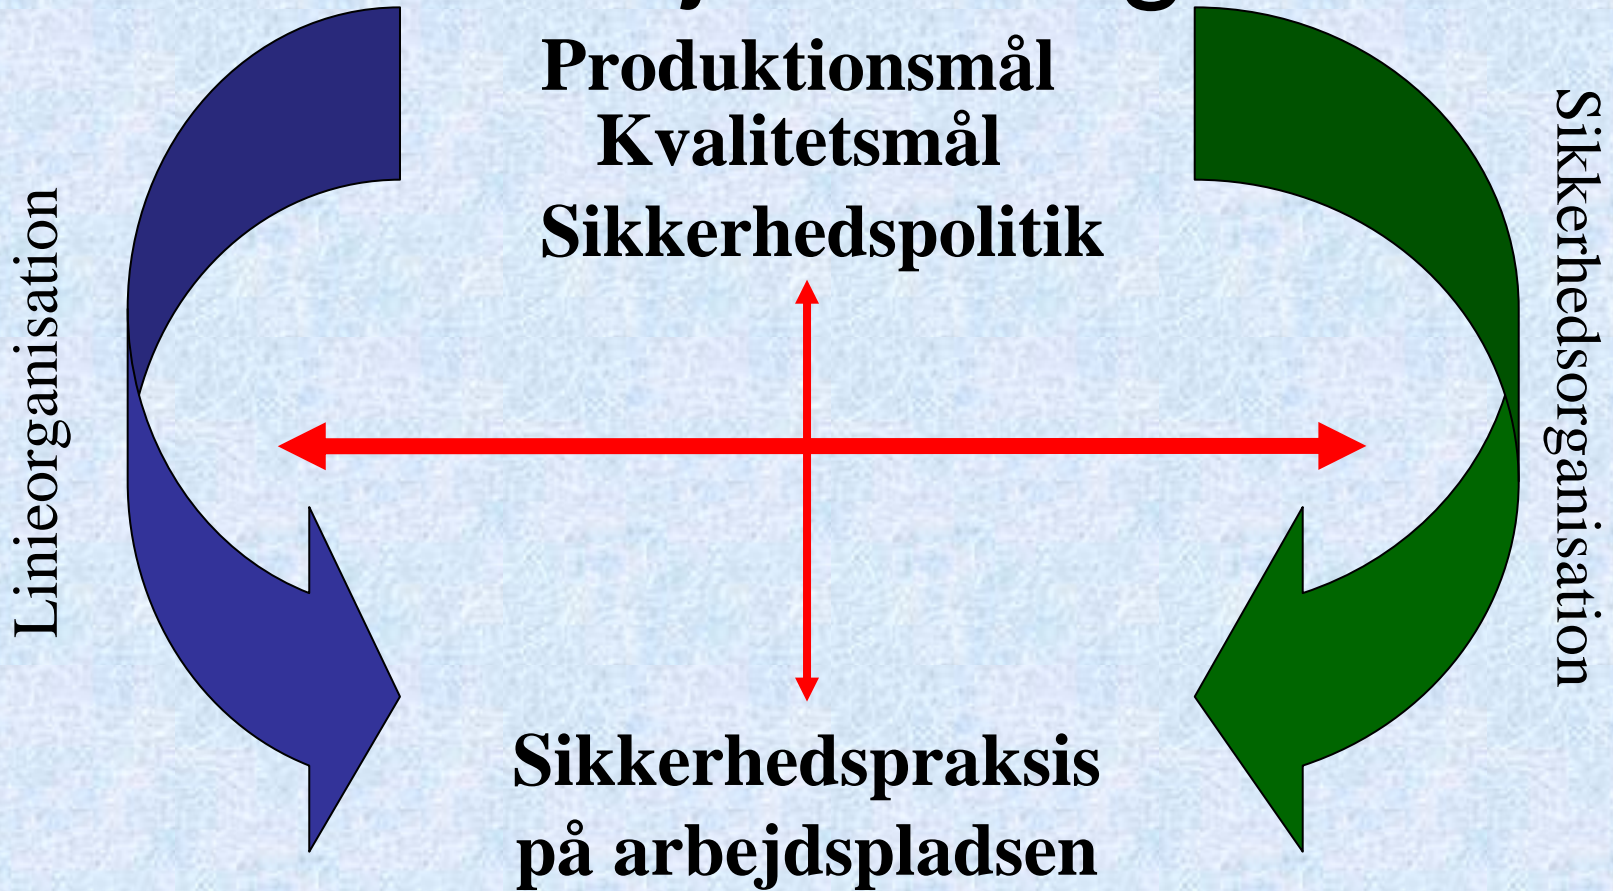 Produktionsmål
Kvalitetsmål
Sikkerhedspolitik
Linieorganisation
Sikkerhedsorganisation
Sikkerhedspraksis
på arbejdspladsen